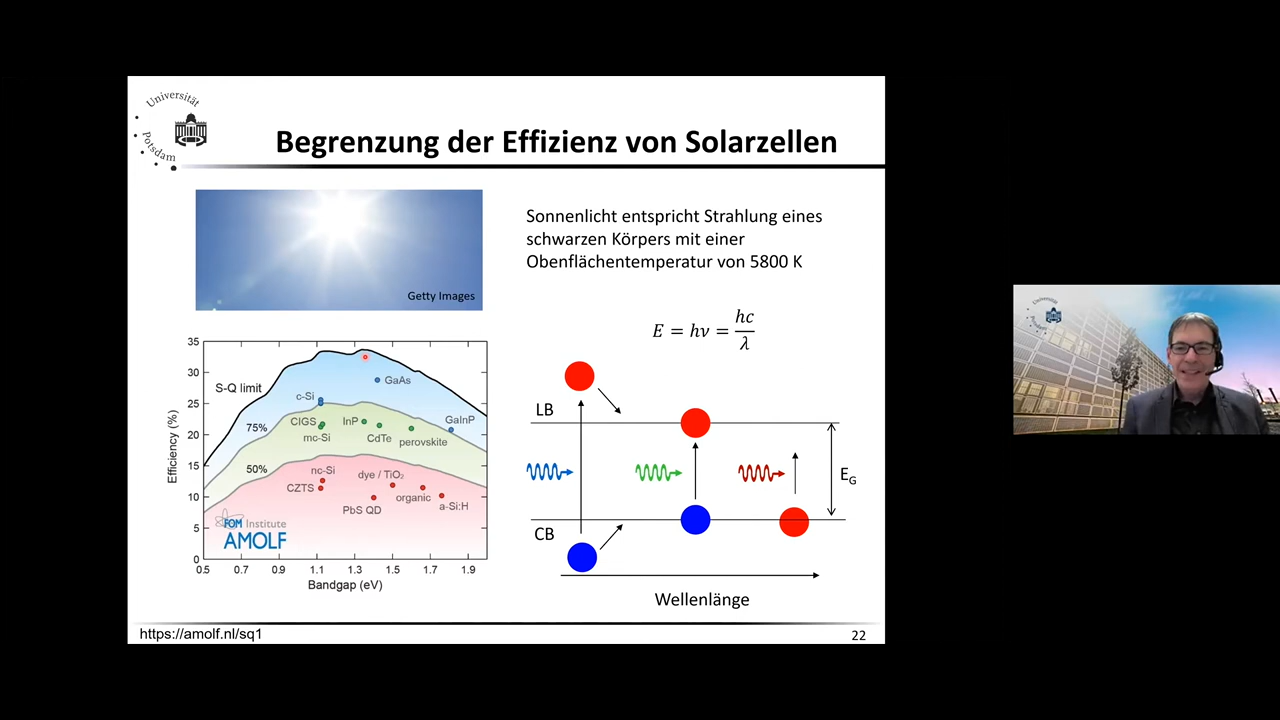 Universität
Potsdam
Begrenzung der Effizienz von Solarzellen
Getty Images
Sonnenlicht entspricht Strahlung eines
schwarzen Körpers mit einer
Obenflächentemperatur von 5800 K
E = hν = hc/λ
35
30
25
20
15
10
5
0
Efficiency (%)
S-Q limit
75%
50%
c-Si
GaAs
CIGS
mc-Si
InP
CdTe
perovskite
GaInP
nc-Si
CZTS
dye / TiO₂
PbS QD
organic
a-Si:H
FOM Institute
AMOLF
0.5 0.7 0.9 1.1 1.3 1.5 1.7 1.9
Bandgap (eV)
LB
CB
E_G
Wellenlänge
https://amolf.nl/sq1
22
Universität